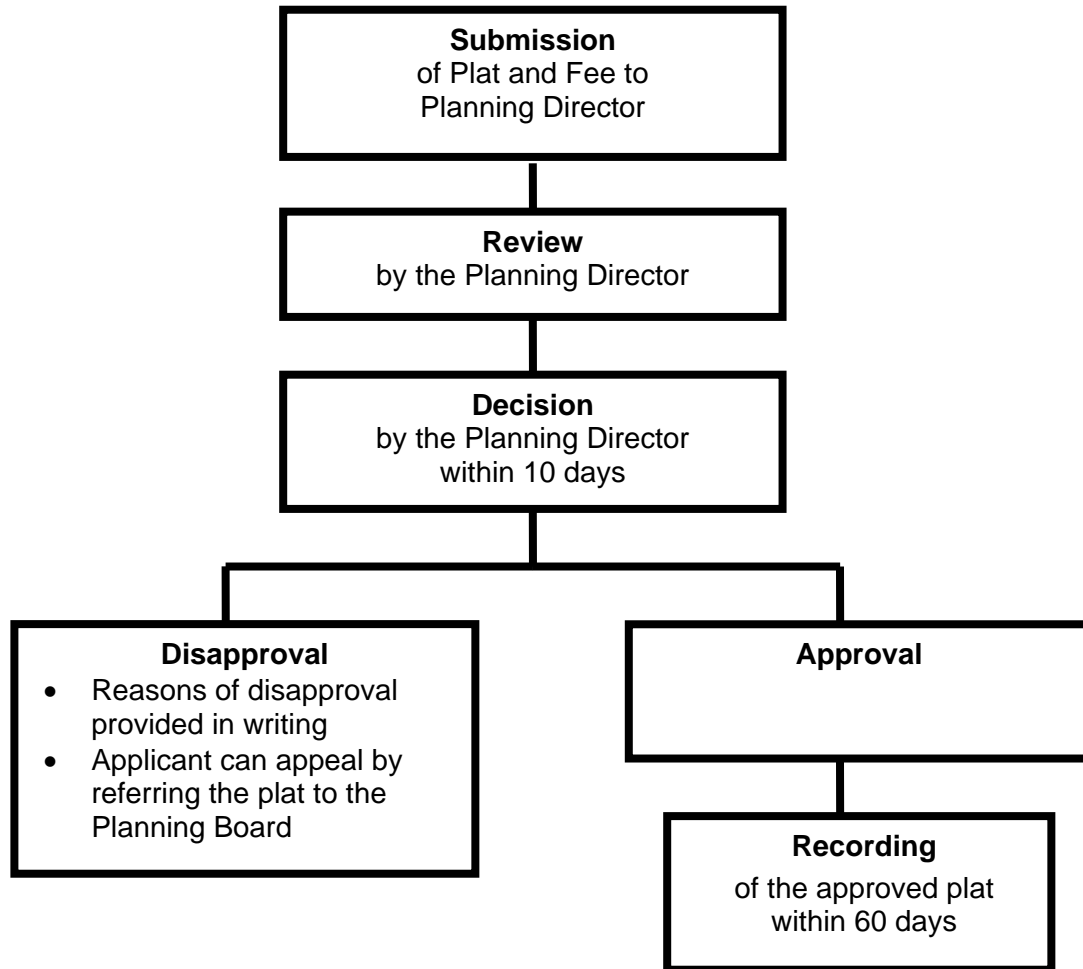 Submission
of Plat and Fee to
Planning Director
Review
by the Planning Director
Decision
by the Planning Director
within 10 days
Disapproval
• Reasons of disapproval
provided in writing
• Applicant can appeal by
referring the plat to the
Planning Board
Approval
Recording
of the approved plat
within 60 days